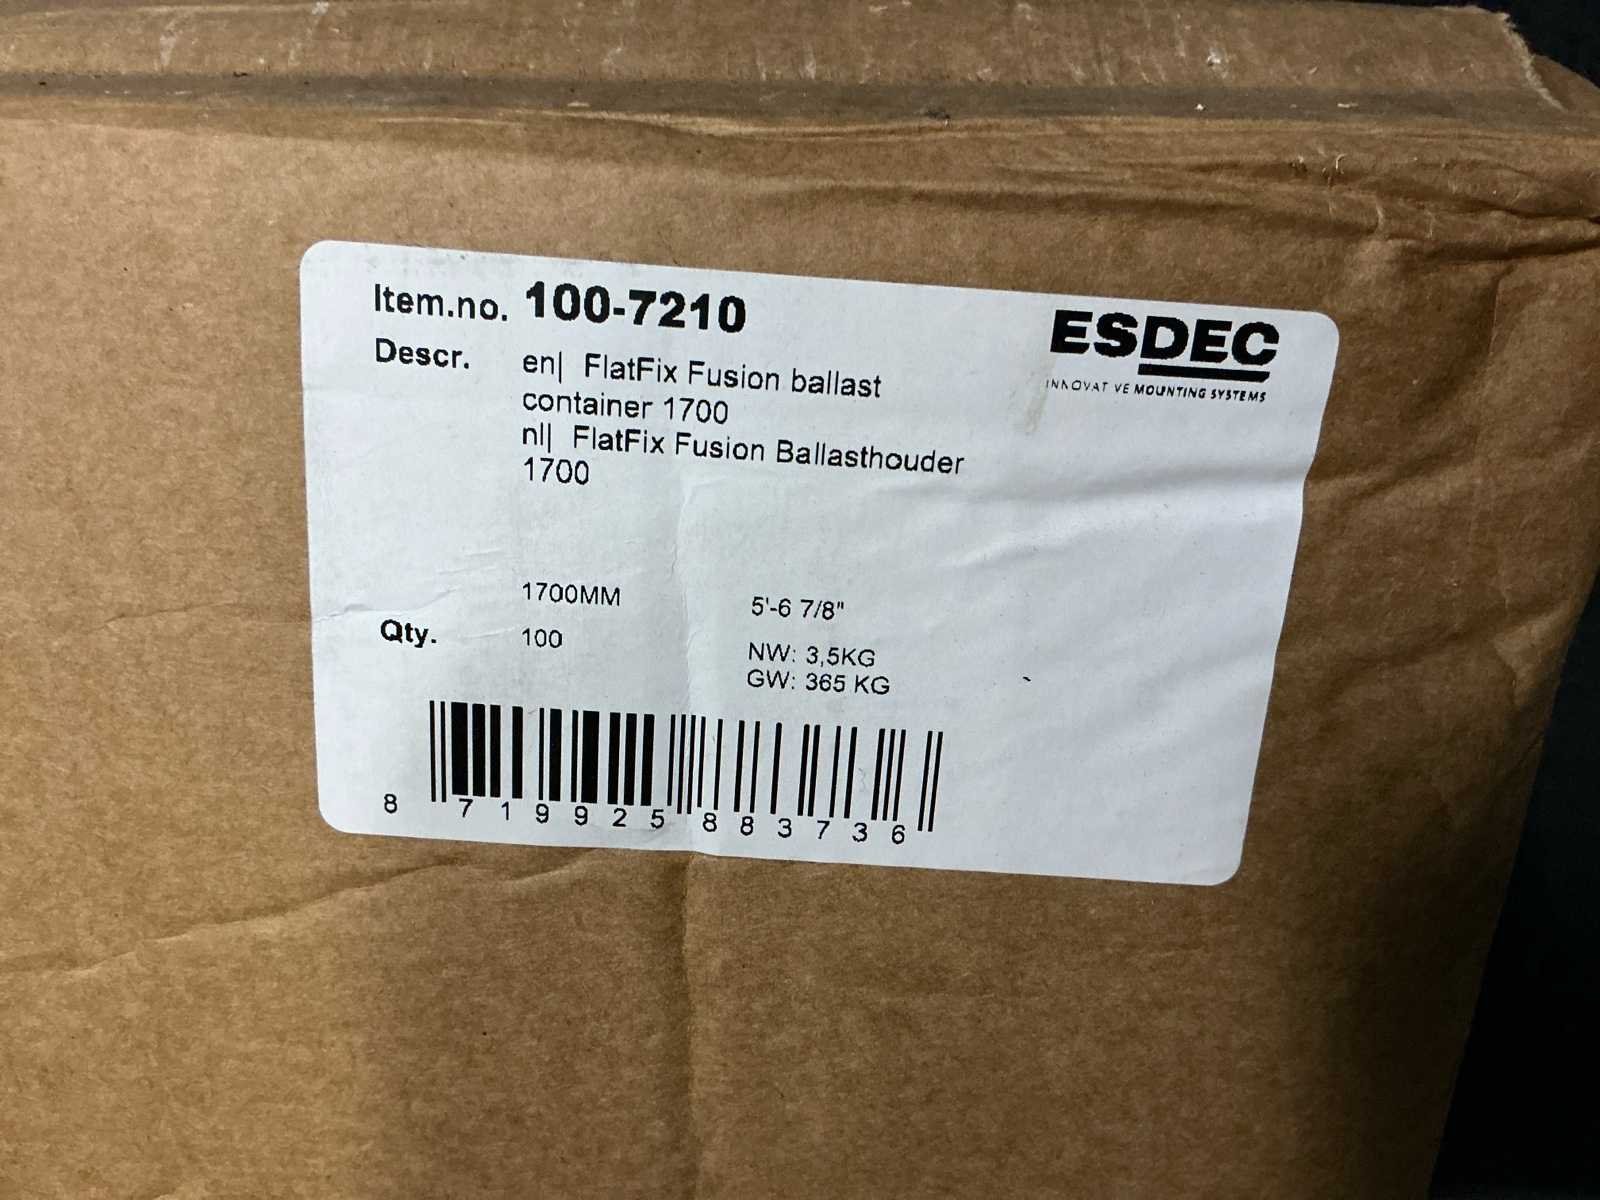 Item.no. 100-7210
ESDEC
INNOVATIVE MOUNTING SYSTEMS
Descr. en| FlatFix Fusion ballast
container 1700
nl| FlatFix Fusion Ballasthouder
1700
1700MM 5'-6 7/8"
Qty. 100 NW: 3,5KG
GW: 365 KG
8 719925 883736